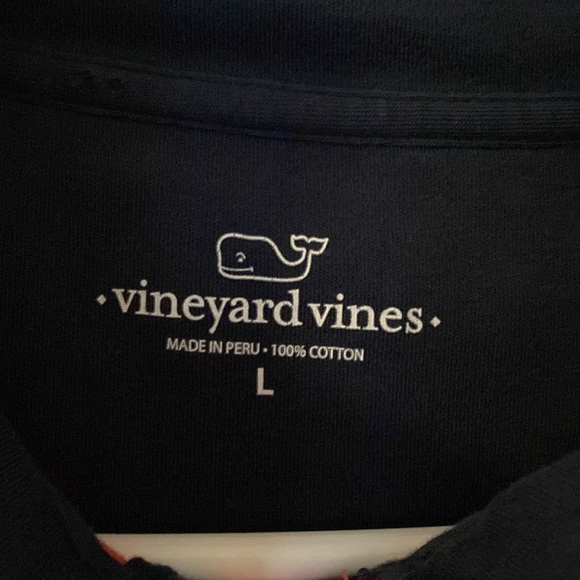 • vineyard vines •
MADE IN PERU • 100% COTTON
L